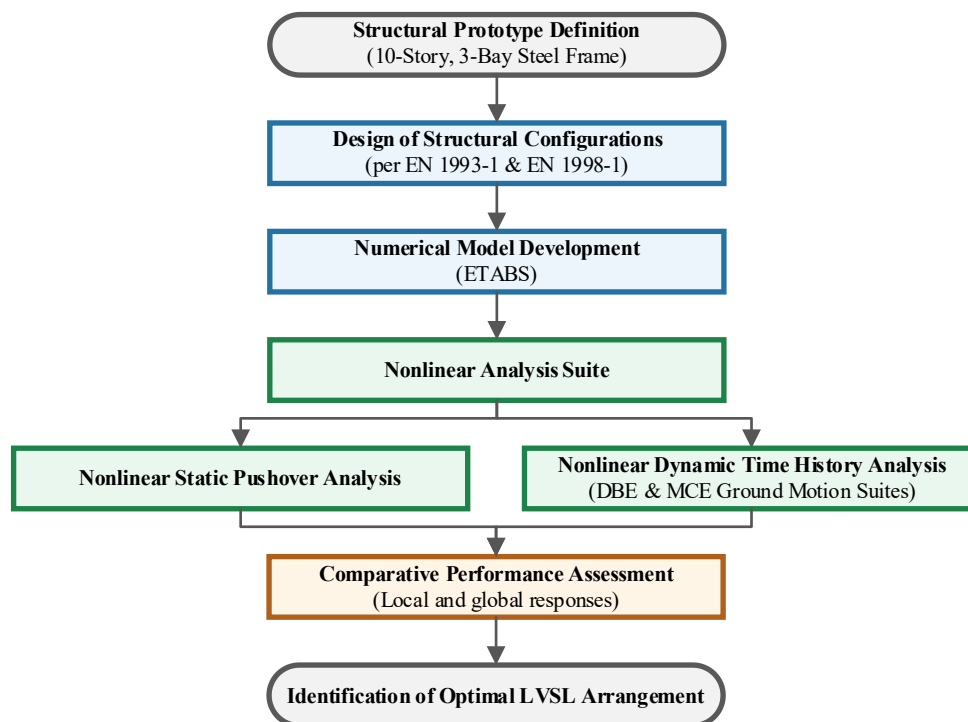 Structural Prototype Definition
(10-Story, 3-Bay Steel Frame)
Design of Structural Configurations
(per EN 1993-1 & EN 1998-1)
Numerical Model Development
(ETABS)
Nonlinear Analysis Suite
Nonlinear Static Pushover Analysis
Nonlinear Dynamic Time History Analysis
(DBE & MCE Ground Motion Suites)
Comparative Performance Assessment
(Local and global responses)
Identification of Optimal LVSL Arrangement